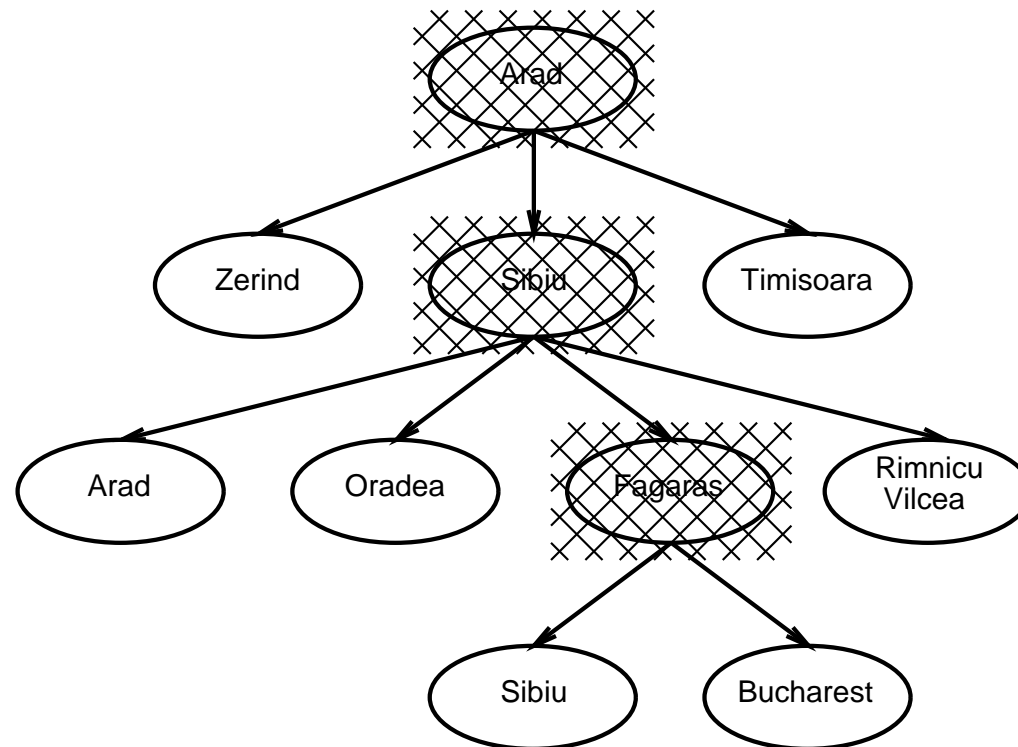 Arad
Zerind
Sibiu
Timisoara
Arad
Oradea
Fagaras
Rimnicu
Vilcea
Sibiu
Bucharest